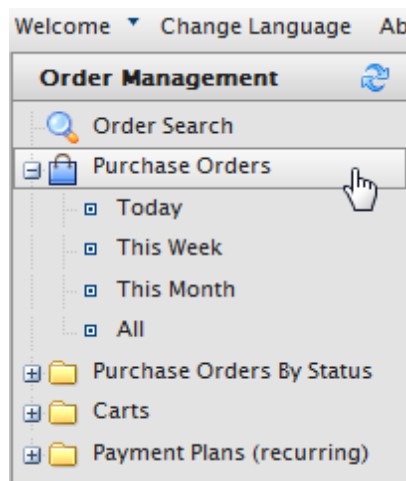 Welcome Change Language Ab
Order Management
Order Search
Purchase Orders
Today
This Week
This Month
All
Purchase Orders By Status
Carts
Payment Plans (recurring)